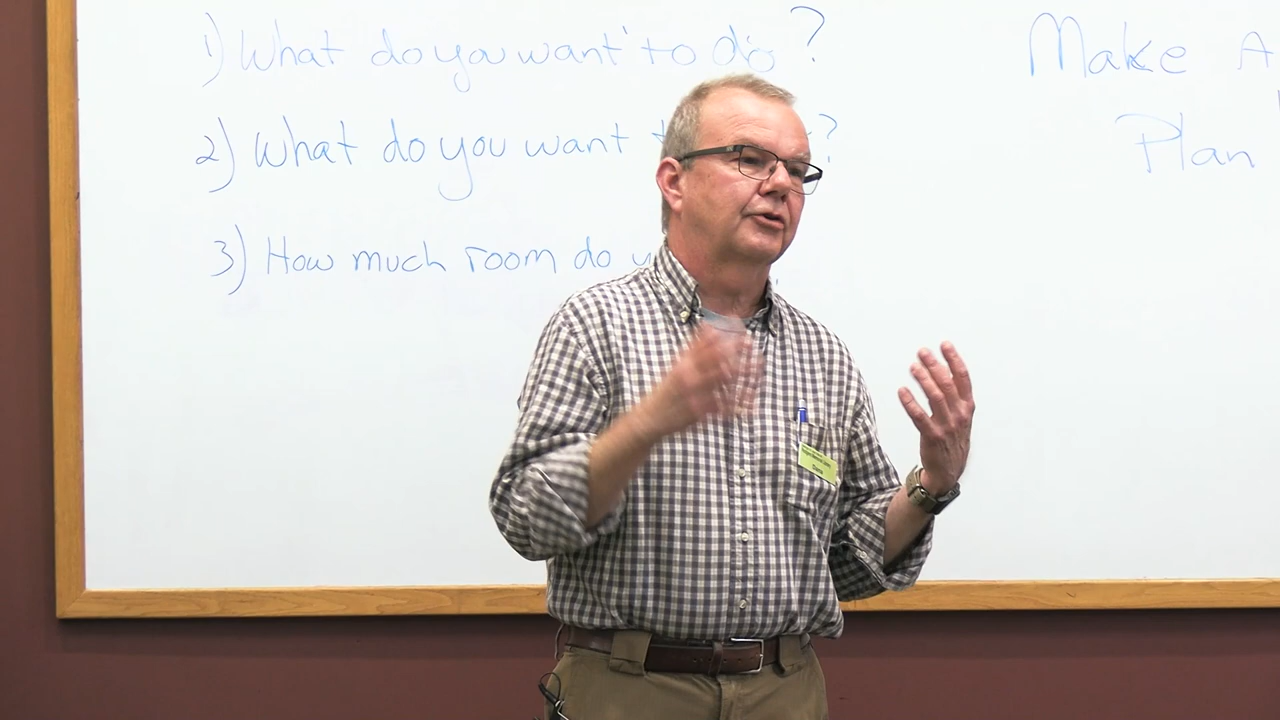 1) What do you want to do ?
Make A
2) What do you want ?
Plan
3) How much room do